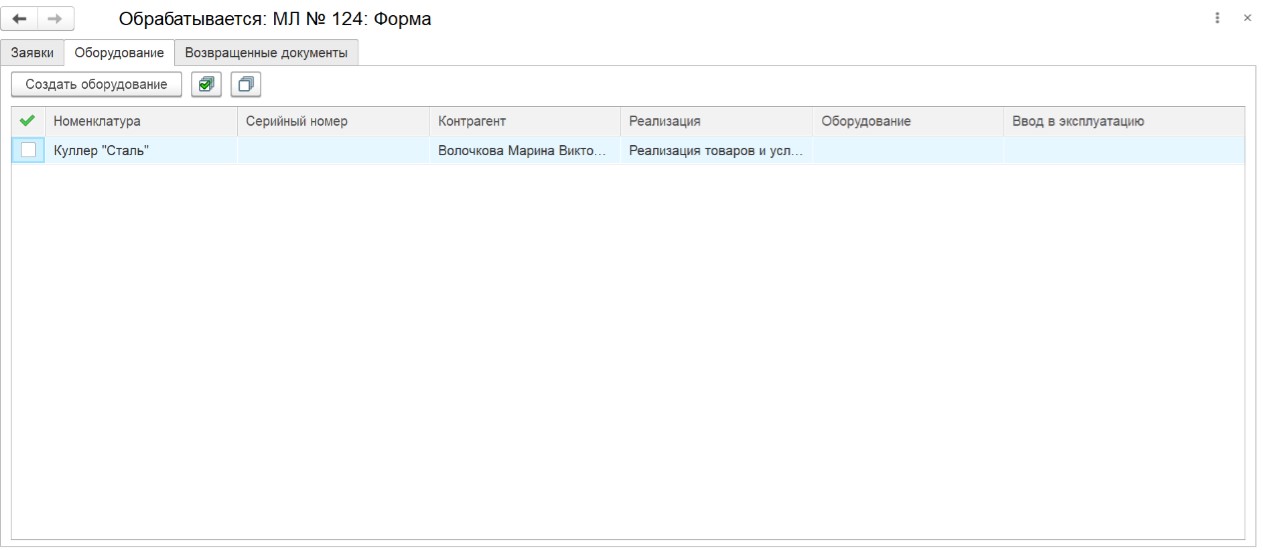 Обрабатывается: МЛ № 124: Форма
Заявки Оборудование Возвращенные документы
Создать оборудование
Номенклатура Серийный номер Контрагент Реализация Оборудование Ввод в эксплуатацию
Куллер "Сталь" Волочкова Марина Викто... Реализация товаров и усл...